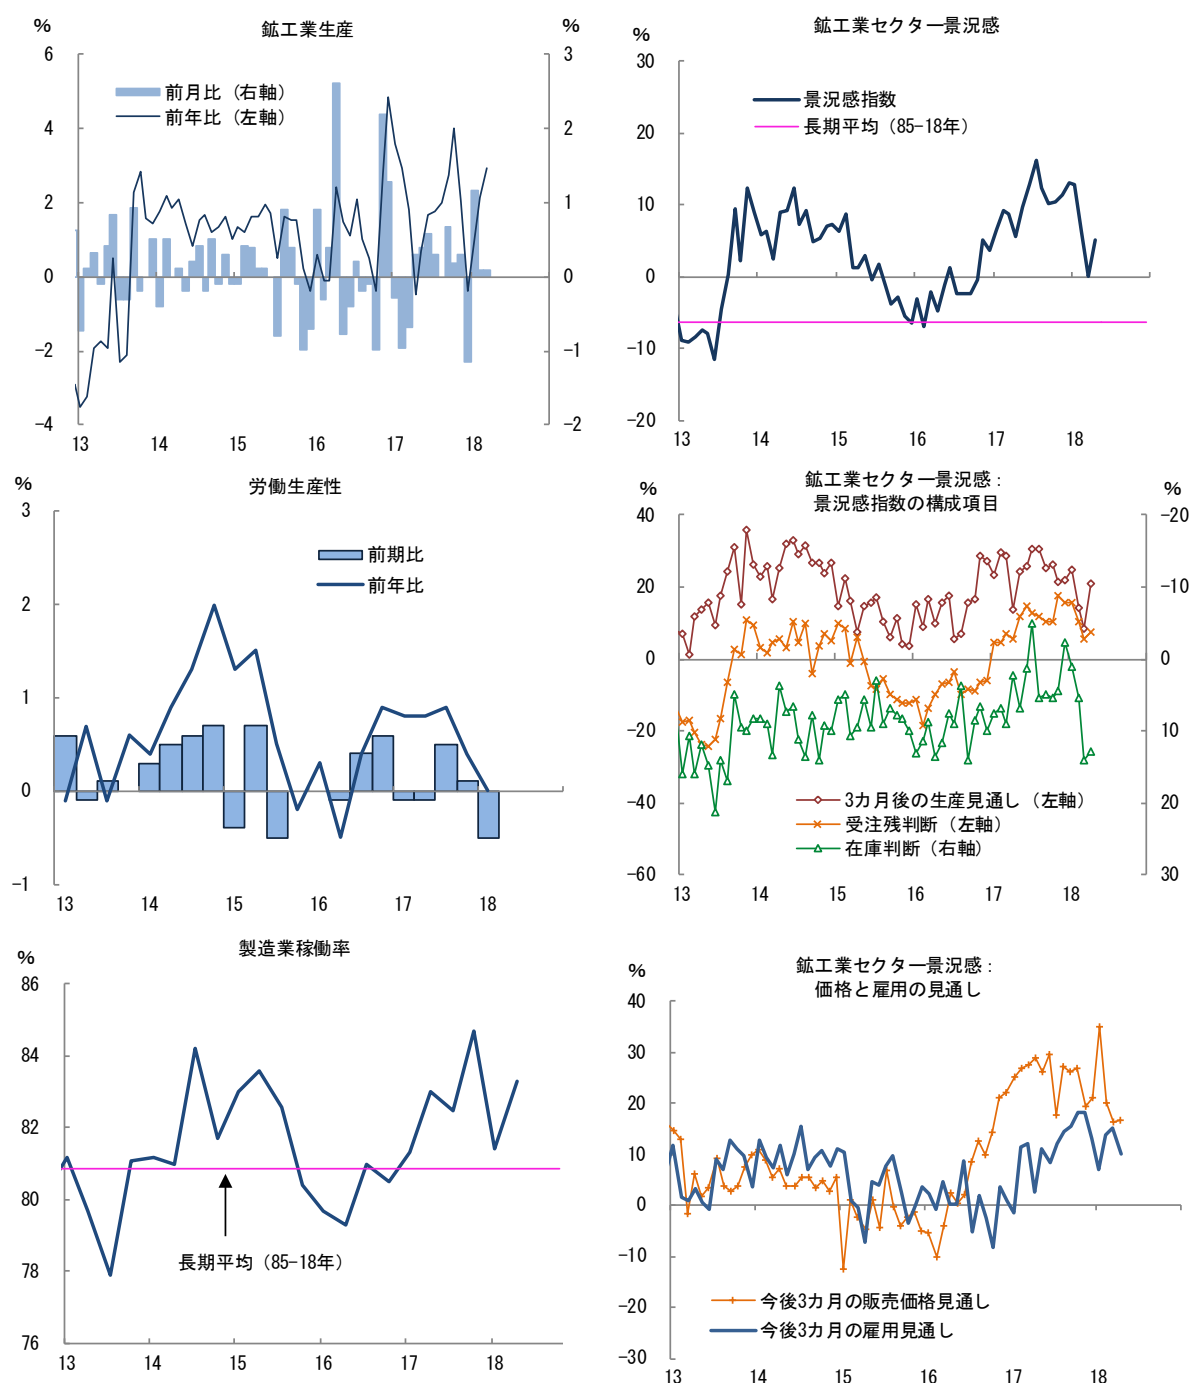 鉱工業生産
%
%
6
4
2
0
-2
-4
3
2
1
0
-1
-2
前月比（右軸）
前年比（左軸）
13 14 15 16 17 18
鉱工業セクター景況感
%
30
20
10
0
-10
-20
景況感指数
長期平均（85-18年）
13 14 15 16 17 18
労働生産性
%
3
2
1
0
-1
前期比
前年比
13 14 15 16 17 18
鉱工業セクター景況感：
景況感指数の構成項目
%
%
40
20
0
-20
-40
-60
-20
-10
0
10
20
30
3カ月後の生産見通し（左軸）
受注残判断（左軸）
在庫判断（右軸）
13 14 15 16 17 18
製造業稼働率
%
86
84
82
80
78
76
長期平均（85-18年）
13 14 15 16 17 18
鉱工業セクター景況感：
価格と雇用の見通し
%
40
30
20
10
0
-10
-20
-30
今後3カ月の販売価格見通し
今後3カ月の雇用見通し
13 14 15 16 17 18